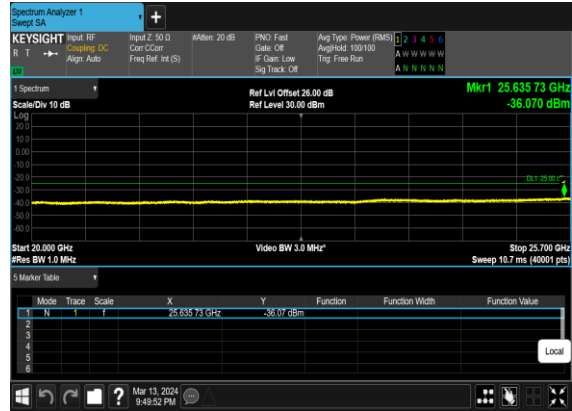 Spectrum Analyzer 1
Swept SA
+
KEYSIGHT Input: RF Input Z: 50 Ω #Atten: 20 dB PNO: Fast Avg Type: Power (RMS) 1 2 3 4 5 6
R T Coupling: DC Corr CCorr Gate: Off Avg|Hold: 100/100 A W W W W W
Align: Auto Freq Ref: Int (S) IF Gain: Low Trig: Free Run
Sig Track: Off A N N N N N
1 Spectrum Ref Lvl Offset 26.00 dB Mkr1 25.635 73 GHz
Scale/Div 10 dB Ref Level 30.00 dBm -36.070 dBm
Log
20.0
10.0
0.00
-10.0
-20.0
-30.0
-40.0
-50.0
-60.0
Start 20.000 GHz Video BW 3.0 MHz* Stop 25.700 GHz
#Res BW 1.0 MHz Sweep 10.7 ms (40001 pts)
5 Marker Table
Mode Trace Scale X Y Function Function Width Function Value
1 N 1 f 25.635 73 GHz -36.07 dBm
2
3
4
5
6
Local
? Mar 13, 2024
9:49:52 PM